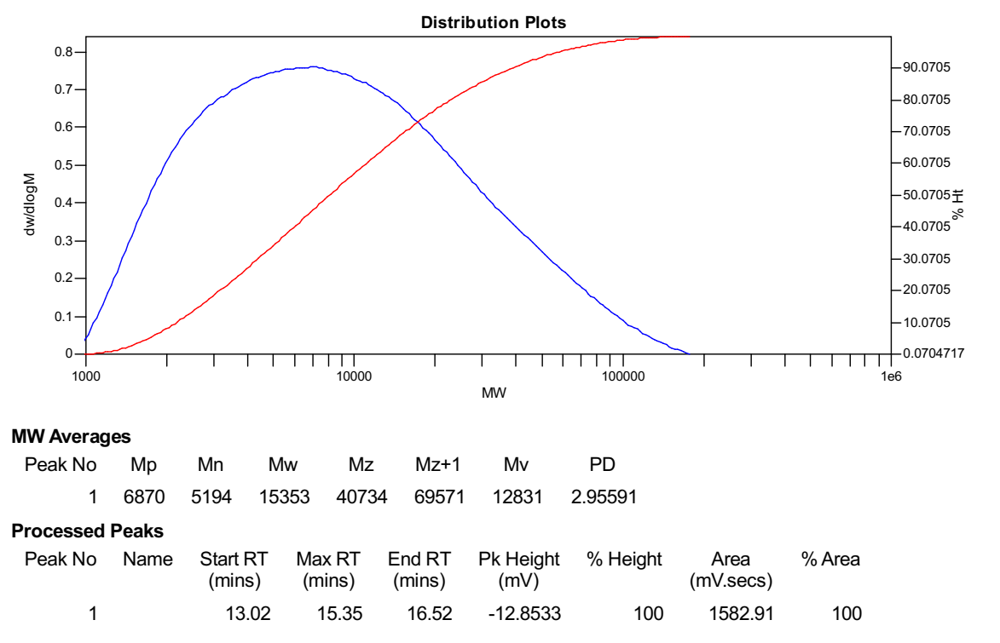 Distribution Plots
0.8
0.7
0.6
0.5
0.4
0.3
0.2
0.1
0
dw/dlogM
90.0705
80.0705
70.0705
60.0705
50.0705
40.0705
30.0705
20.0705
10.0705
0.0704717
% Ht
1000 10000 100000 1e6
MW
MW Averages
Peak No Mp Mn Mw Mz Mz+1 Mv PD
1 6870 5194 15353 40734 69571 12831 2.95591
Processed Peaks
Peak No Name Start RT Max RT End RT Pk Height % Height Area % Area
(mins) (mins) (mins) (mV) (mV.secs)
1 13.02 15.35 16.52 -12.8533 100 1582.91 100